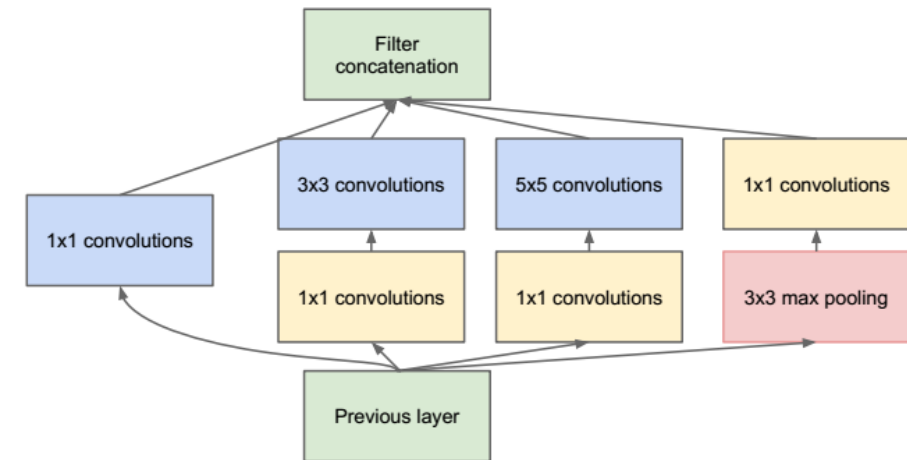 Filter
concatenation
3x3 convolutions
5x5 convolutions
1x1 convolutions
1x1 convolutions
1x1 convolutions
1x1 convolutions
3x3 max pooling
Previous layer